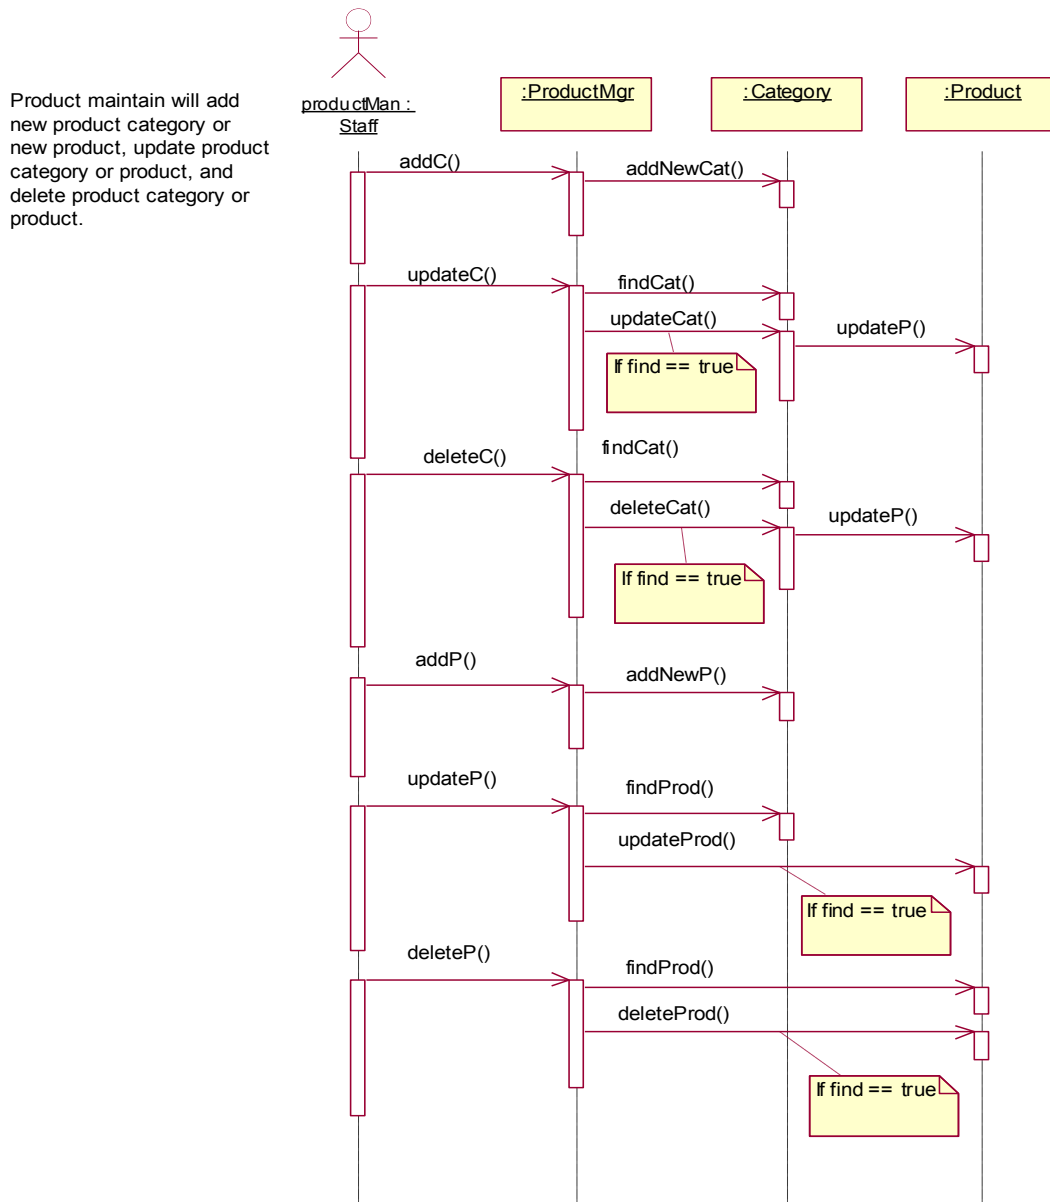 Product maintain will add
new product category or
new product, update product
category or product, and
delete product category or
product.
productMan :
Staff
:ProductMgr
:Category
:Product
addC()
addNewCat()
updateC()
findCat()
updateCat()
updateP()
If find == true
deleteC()
findCat()
deleteCat()
updateP()
If find == true
addP()
addNewP()
updateP()
findProd()
updateProd()
If find == true
deleteP()
findProd()
deleteProd()
If find == true